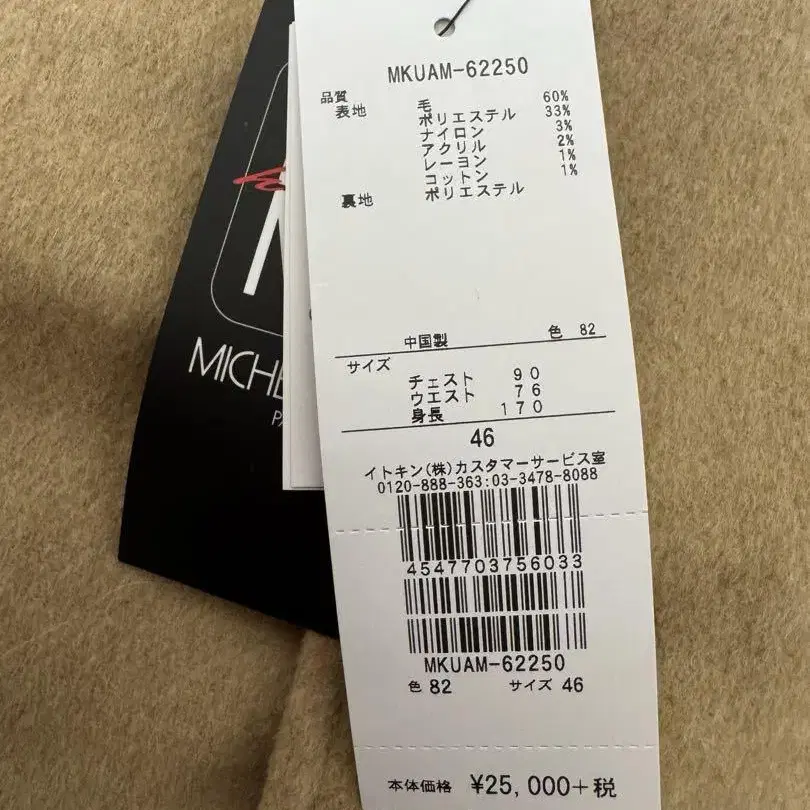 MKUAM-62250
品質
表地 毛 60%
ポリエステル 33%
ナイロン 3%
アクリル 2%
レーヨン 1%
コットン 1%
裏地 ポリエステル
中国製 色 82
サイズ
チェスト 90
ウエスト 76
身長 170
46
イトキン(株)カスタマーサービス室
0120-888-363:03-3478-8088
4547703756033
MKUAM-62250
色 82 サイズ 46
本体価格 ¥25,000+税